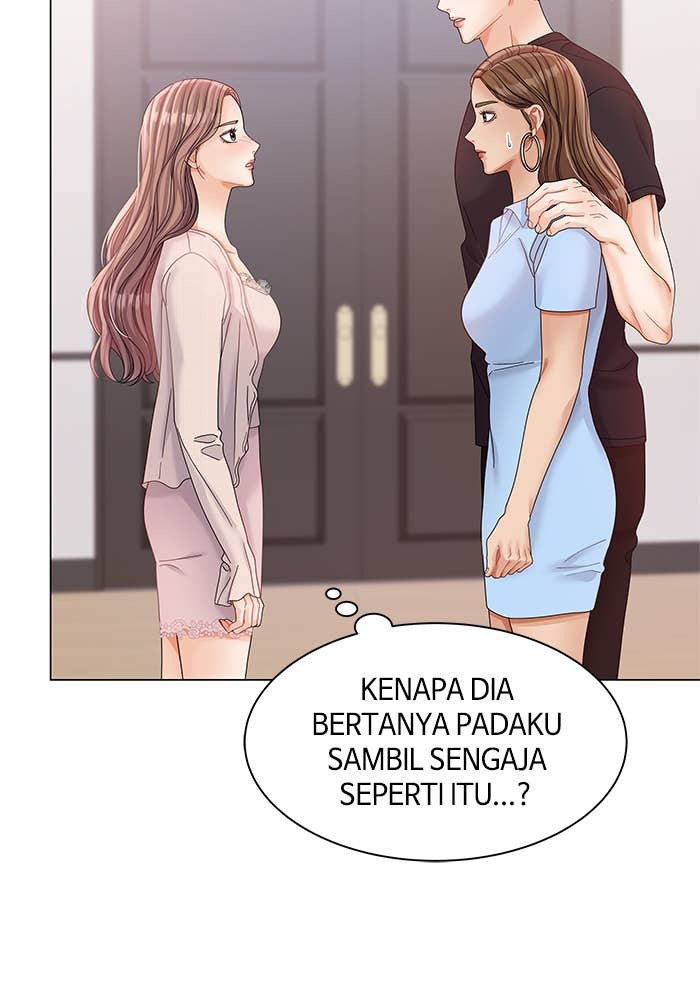 KENAPA DIA
BERTANYA PADAKU
SAMBIL SENGAJA
SEPERTI ITU...?